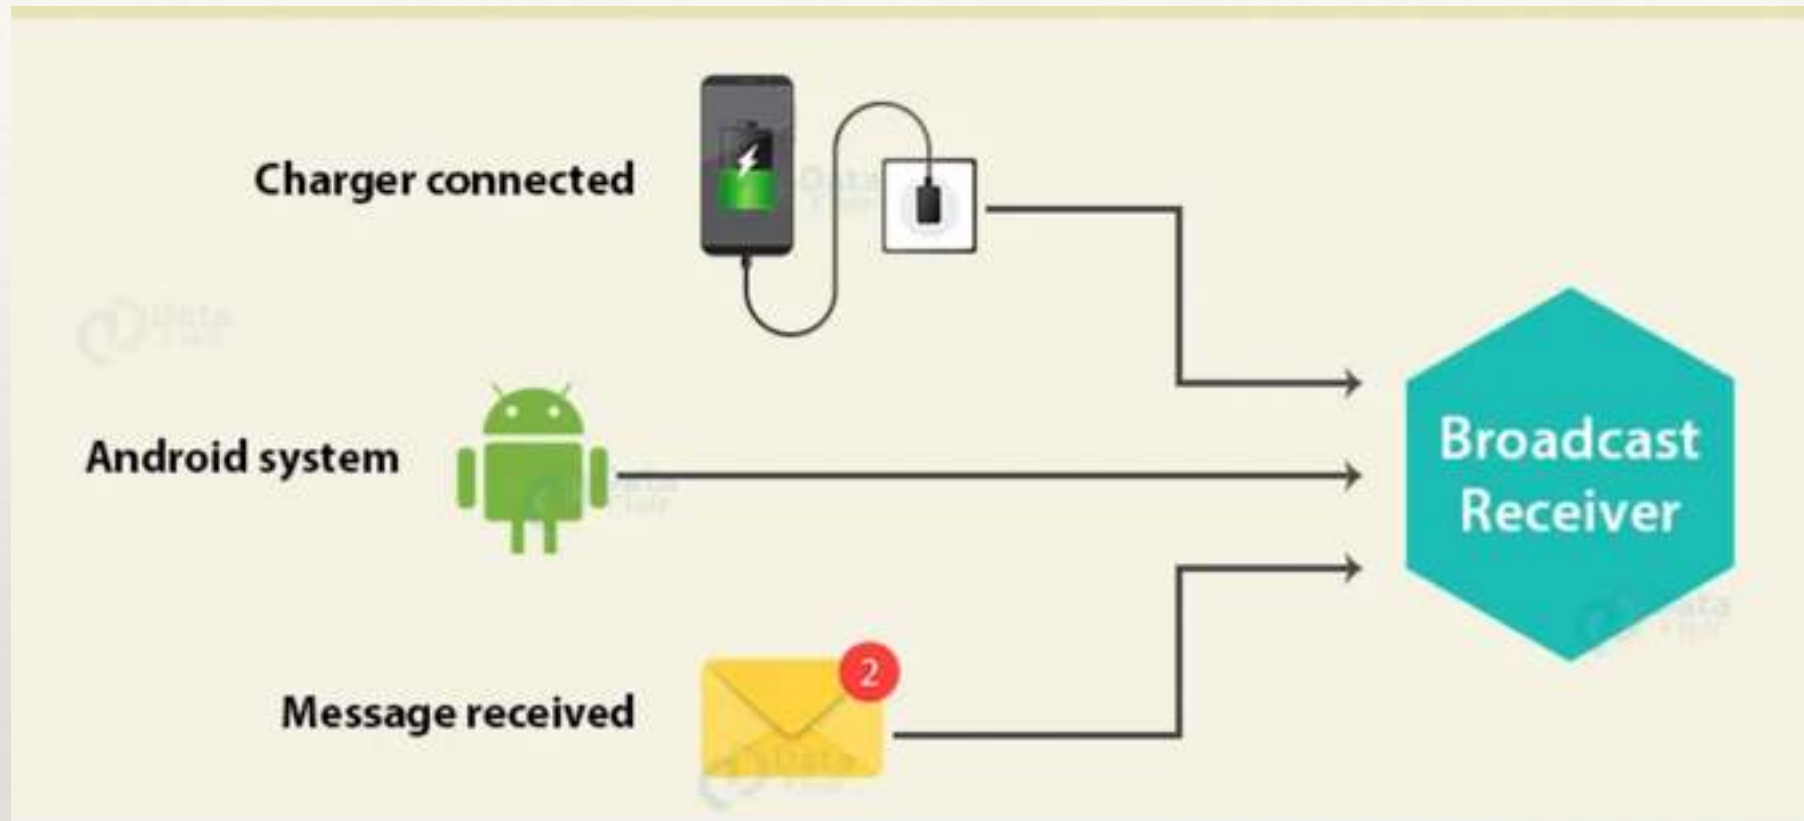 Charger connected
Android system
Broadcast
Receiver
2
Message received